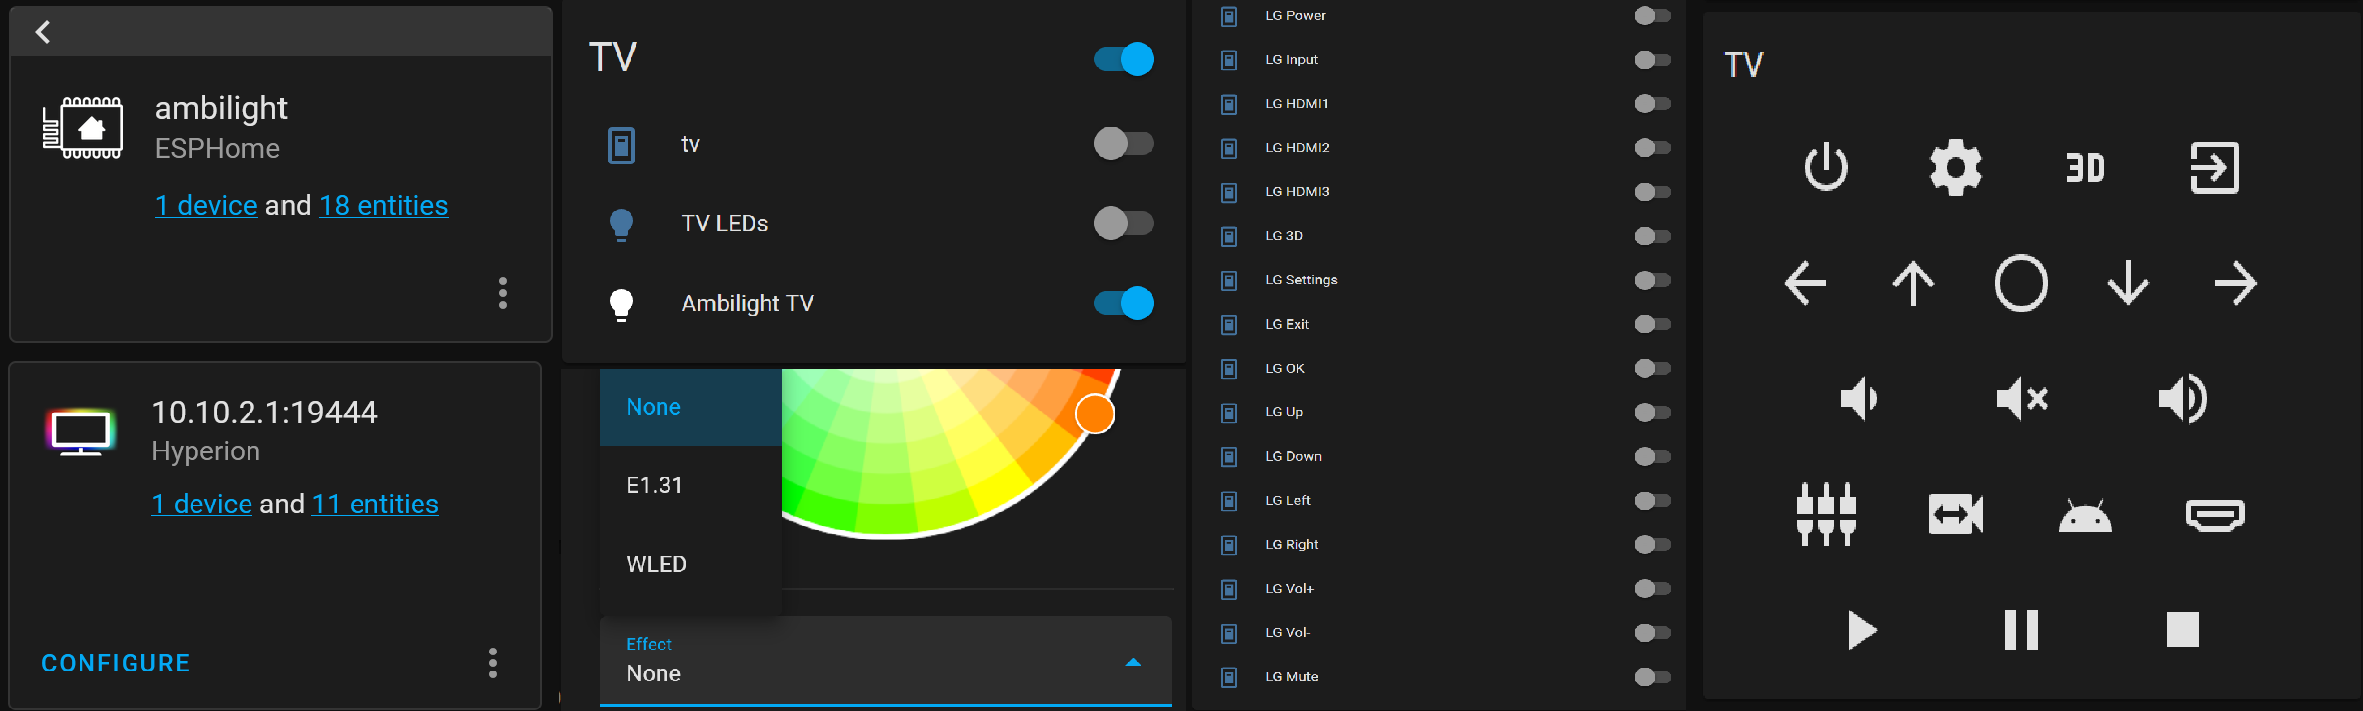 ambilight
ESPHome
1 device and 18 entities
10.10.2.1:19444
Hyperion
1 device and 11 entities
CONFIGURE
TV
tv
TV LEDs
Ambilight TV
None
E1.31
WLED
Effect
None
LG Power
LG Input
LG HDMI1
LG HDMI2
LG HDMI3
LG 3D
LG Settings
LG Exit
LG OK
LG Up
LG Down
LG Left
LG Right
LG Vol+
LG Vol-
LG Mute
TV
3D